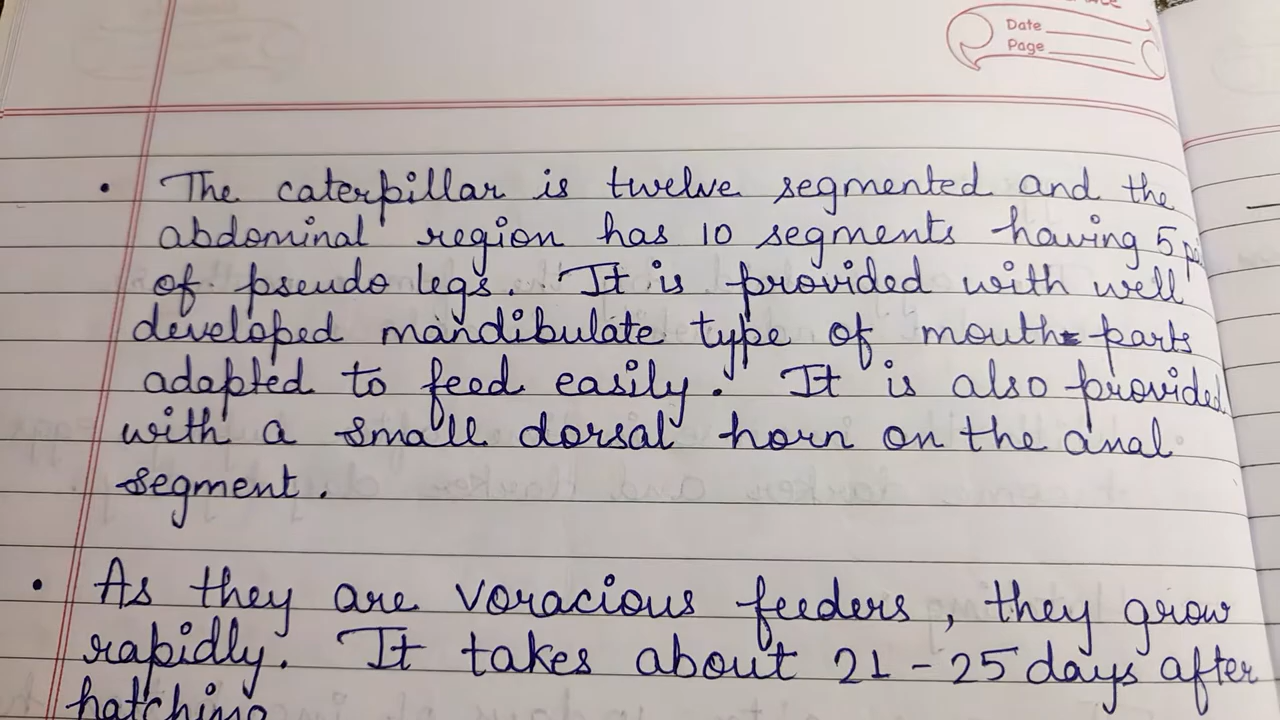 Date
Page
• The caterpillar is twelve segmented and the
abdominal region has 10 segments having 5
of pseudo legs. It is provided with well
developed mandibulate type of mouth-parts
adapted to feed easily. It is also provided
with a small dorsal horn on the anal
segment.
• As they are voracious feeders, they grow
rapidly. It takes about 21-25 days after
hatching